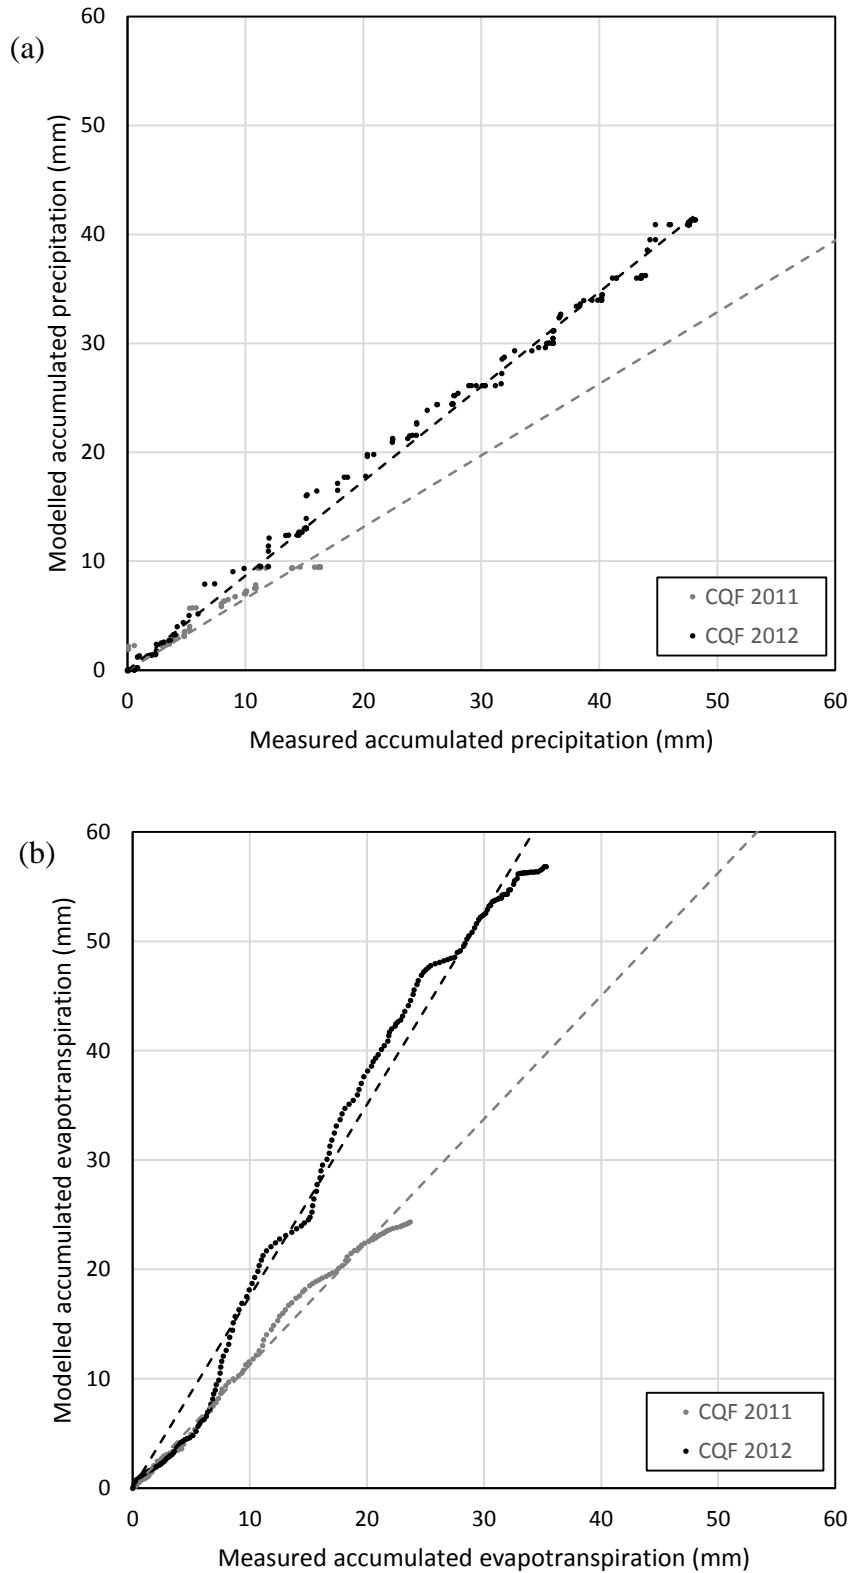 (a)
Modelled accumulated precipitation (mm)
60
50
40
30
20
10
0
0 10 20 30 40 50 60
Measured accumulated precipitation (mm)
CQF 2011
CQF 2012
(b)
Modelled accumulated evapotranspiration (mm)
60
50
40
30
20
10
0
0 10 20 30 40 50 60
Measured accumulated evapotranspiration (mm)
CQF 2011
CQF 2012